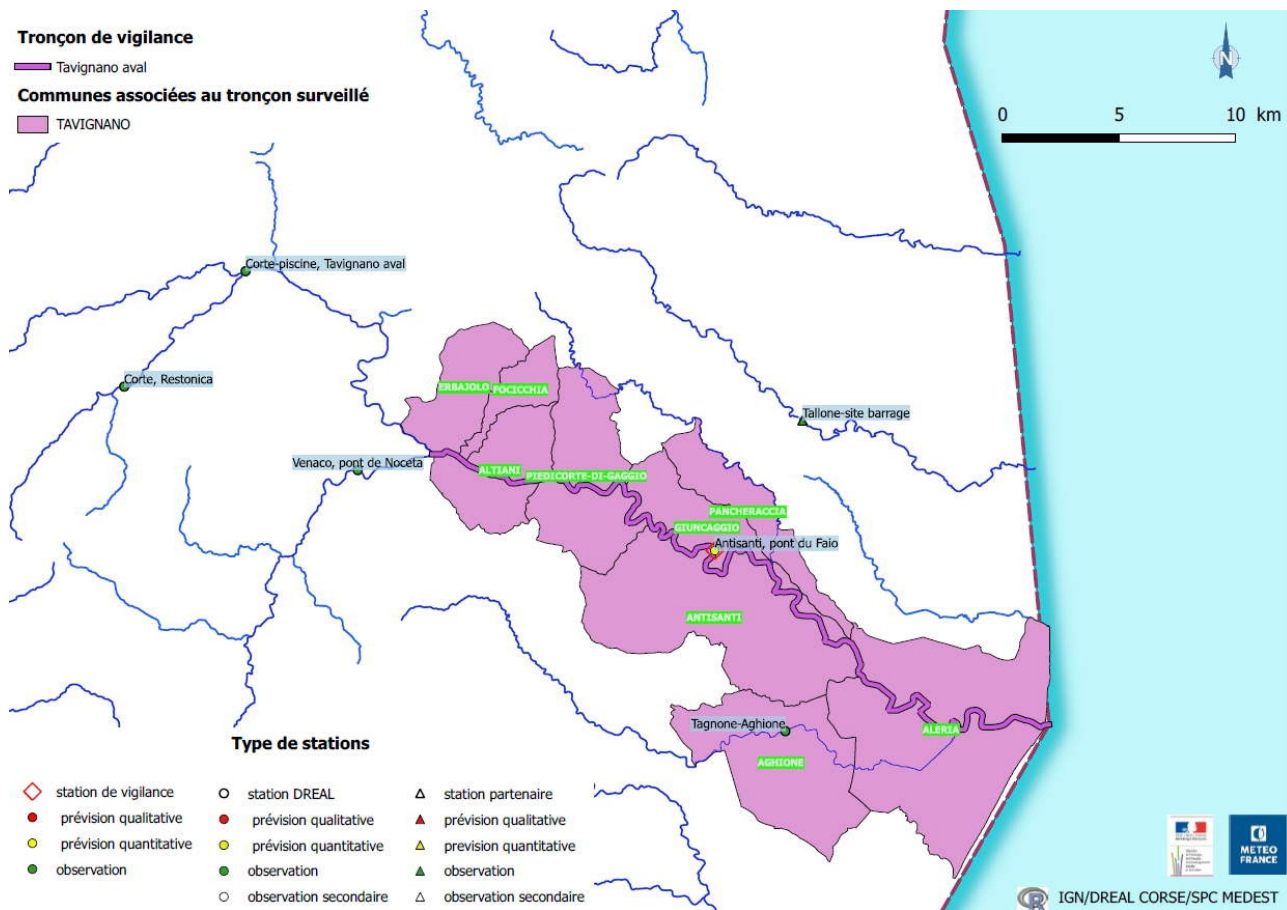 Tronçon de vigilance
Tavignano aval
Communes associées au tronçon surveillé
TAVIGNANO
N
0 5 10 km
Corte-piscine, Tavignano aval
Corte, Restonica
ERBAJOLO
FOCICCHIA
Tallone-site barrage
Venaco, pont de Noceta
ALTIANI
PIEDICORTE-DI-GAGGIO
PANCHERACCIA
GIUNCAGGIO
Antisanti, pont du Faio
ANTISANTI
Tagnone-Aghione
ALERIA
AGHIONE
Type de stations
station de vigilance
prévision qualitative
prévision quantitative
observation
station DREAL
prévision qualitative
prévision quantitative
observation
observation secondaire
station partenaire
prévision qualitative
prevision quantitative
observation
observation secondaire
METEO
FRANCE
IGN/DREAL CORSE/SPC MEDEST